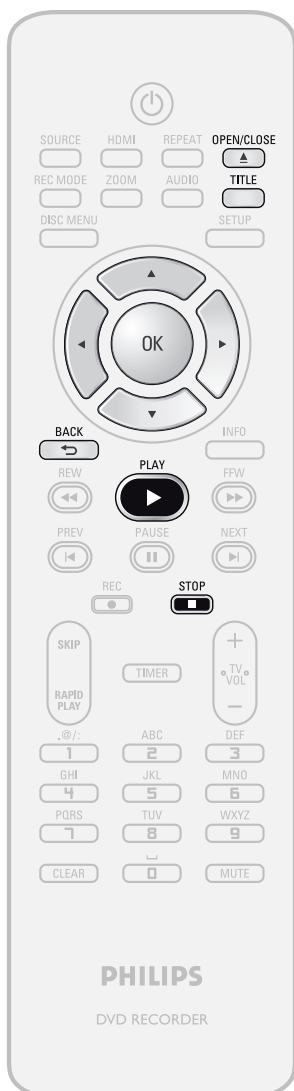 SOURCE HDMI REPEAT OPEN/CLOSE
REC MODE ZOOM AUDIO TITLE
DISC MENU SETUP
OK
BACK INFO
REW PLAY FFW
PREV PAUSE NEXT
REC STOP
SKIP +
TIMER TV
VOL
RAPID
PLAY −
.@/: ABC DEF
1 2 3
GHI JKL MNO
4 5 6
PQRS TUV WXYZ
7 8 9
CLEAR 0 MUTE
PHILIPS
DVD RECORDER